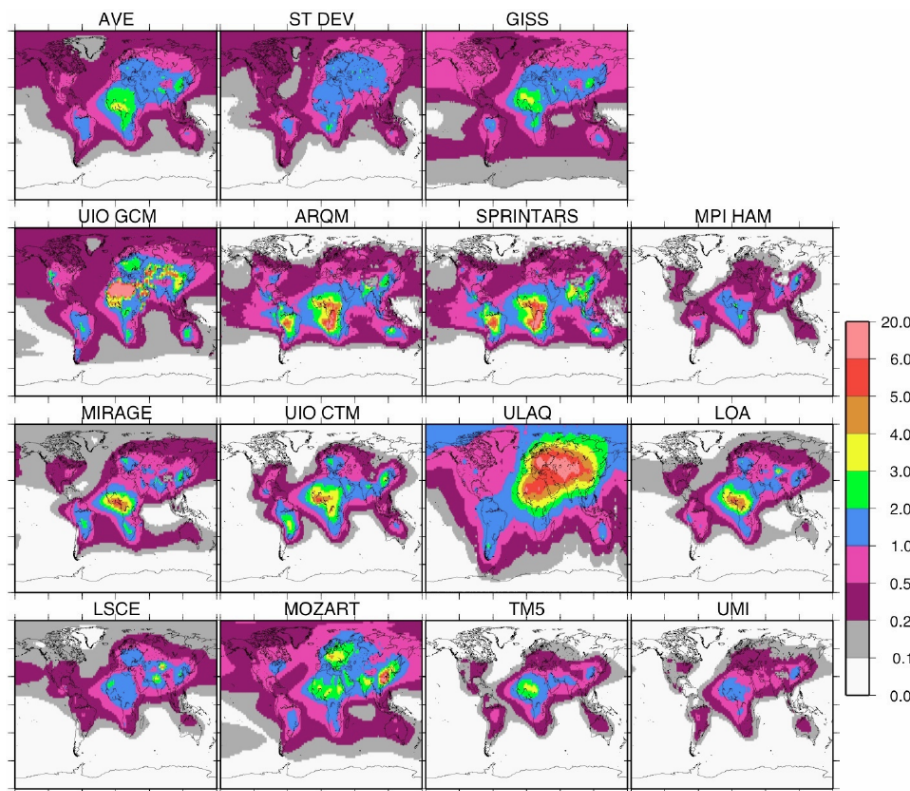 AVE ST DEV GISS
UIO GCM ARQM SPRINTARS MPI HAM
MIRAGE UIO CTM ULAQ LOA
LSCE MOZART TM5 UMI
20.0
6.0
5.0
4.0
3.0
2.0
1.0
0.5
0.2
0.1
0.0